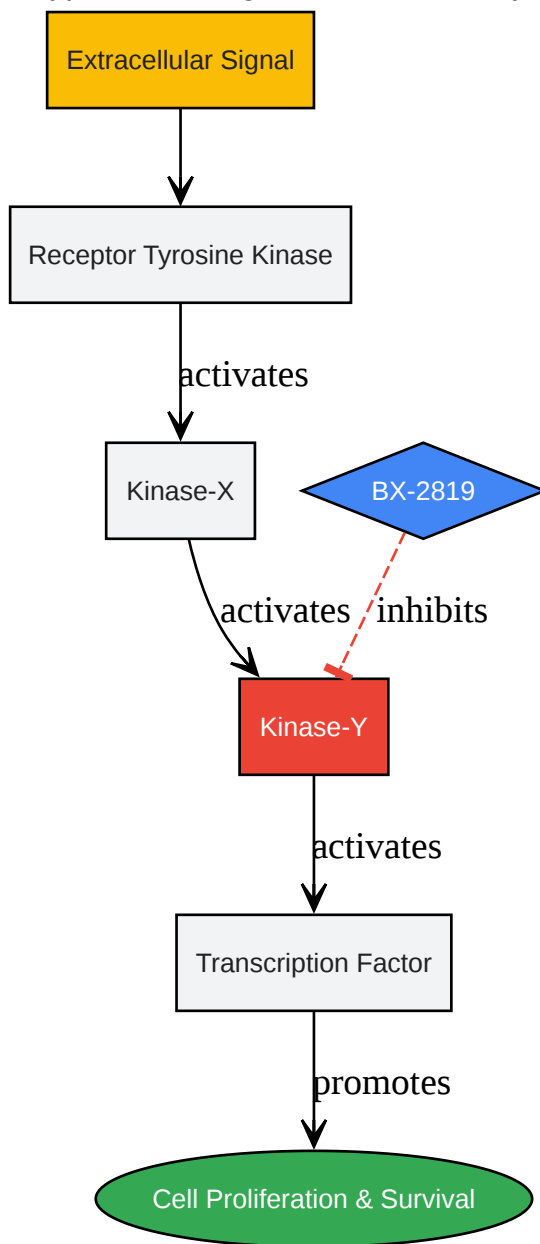 Extracellular Signal
Receptor Tyrosine Kinase
activates
Kinase-X
BX-2819
activates
inhibits
Kinase-Y
activates
Transcription Factor
promotes
Cell Proliferation & Survival